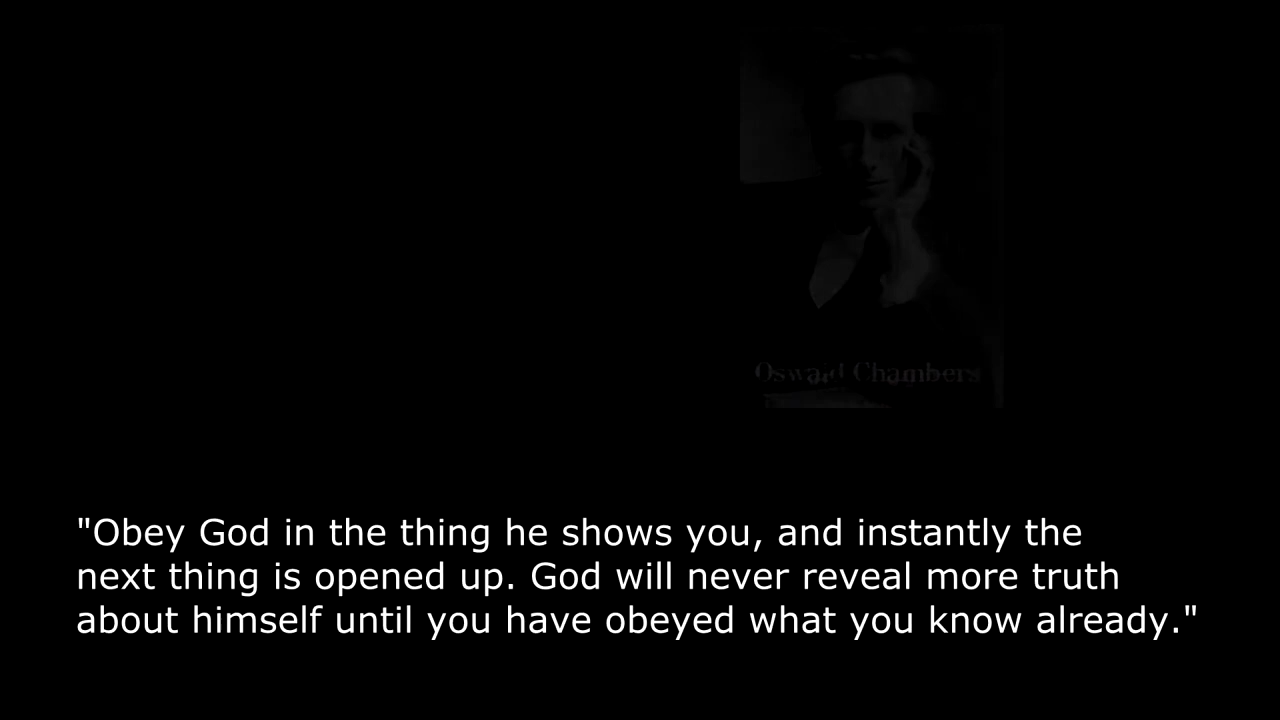 Oswald Chambers
"Obey God in the thing he shows you, and instantly the
next thing is opened up. God will never reveal more truth
about himself until you have obeyed what you know already."